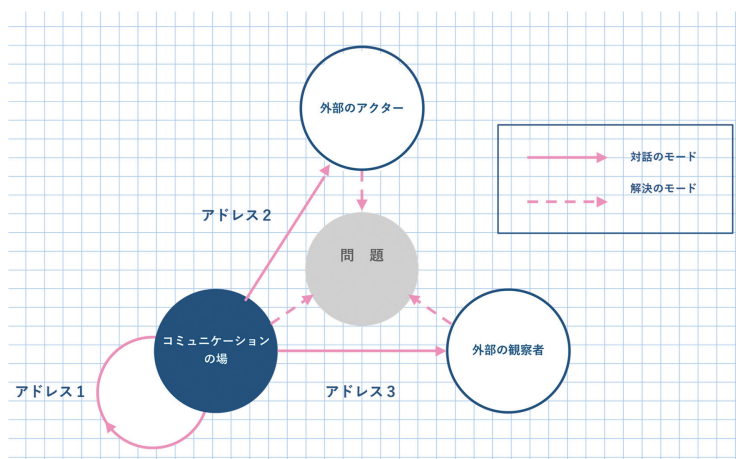 外部のアクター
対話のモード
解決のモード
アドレス2
問　題
コミュニケーション
の場
外部の観察者
アドレス1
アドレス3